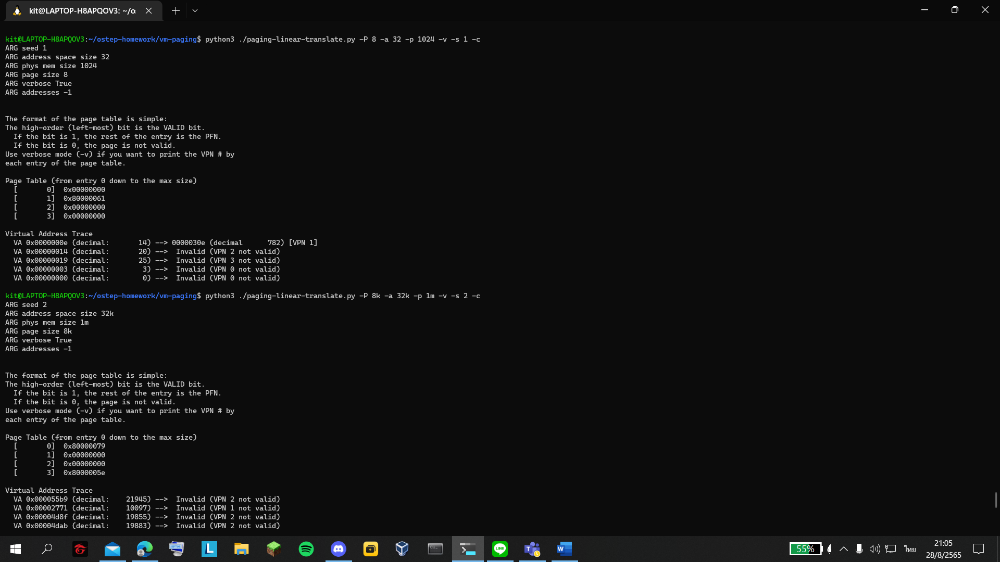 kit@LAPTOP-H8APQOV3: ~/o
kit@LAPTOP-H8APQOV3:~/ostep-homework/vm-paging$ python3 ./paging-linear-translate.py -P 8 -a 32 -p 1024 -v -s 1 -c
ARG seed 1
ARG address space size 32
ARG phys mem size 1024
ARG page size 8
ARG verbose True
ARG addresses -1
The format of the page table is simple:
The high-order (left-most) bit is the VALID bit.
  If the bit is 1, the rest of the entry is the PFN.
  If the bit is 0, the page is not valid.
Use verbose mode (-v) if you want to print the VPN # by
each entry of the page table.
Page Table (from entry 0 down to the max size)
  [       0]  0x00000000
  [       1]  0x80000061
  [       2]  0x00000000
  [       3]  0x00000000
Virtual Address Trace
  VA 0x0000000e (decimal:       14) --> 0000030e (decimal      782) [VPN 1]
  VA 0x00000014 (decimal:       20) -->  Invalid (VPN 2 not valid)
  VA 0x00000019 (decimal:       25) -->  Invalid (VPN 3 not valid)
  VA 0x00000003 (decimal:        3) -->  Invalid (VPN 0 not valid)
  VA 0x00000000 (decimal:        0) -->  Invalid (VPN 0 not valid)
kit@LAPTOP-H8APQOV3:~/ostep-homework/vm-paging$ python3 ./paging-linear-translate.py -P 8k -a 32k -p 1m -v -s 2 -c
ARG seed 2
ARG address space size 32k
ARG phys mem size 1m
ARG page size 8k
ARG verbose True
ARG addresses -1
The format of the page table is simple:
The high-order (left-most) bit is the VALID bit.
  If the bit is 1, the rest of the entry is the PFN.
  If the bit is 0, the page is not valid.
Use verbose mode (-v) if you want to print the VPN # by
each entry of the page table.
Page Table (from entry 0 down to the max size)
  [       0]  0x80000079
  [       1]  0x00000000
  [       2]  0x00000000
  [       3]  0x8000005e
Virtual Address Trace
  VA 0x000055b9 (decimal:    21945) -->  Invalid (VPN 2 not valid)
  VA 0x00002771 (decimal:    10097) -->  Invalid (VPN 1 not valid)
  VA 0x00004d8f (decimal:    19855) -->  Invalid (VPN 2 not valid)
  VA 0x00004dab (decimal:    19883) -->  Invalid (VPN 2 not valid)
L
LINE
T
W
55%
ไทย
21:05
28/8/2565